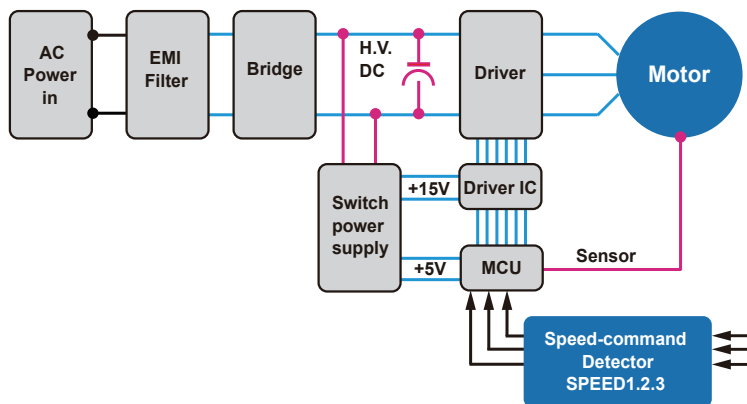 AC
Power
in
EMI
Filter
Bridge
H.V.
DC
Driver
Motor
Switch
power
supply
+15V
Driver IC
+5V
MCU
Sensor
Speed-command
Detector
SPEED1.2.3